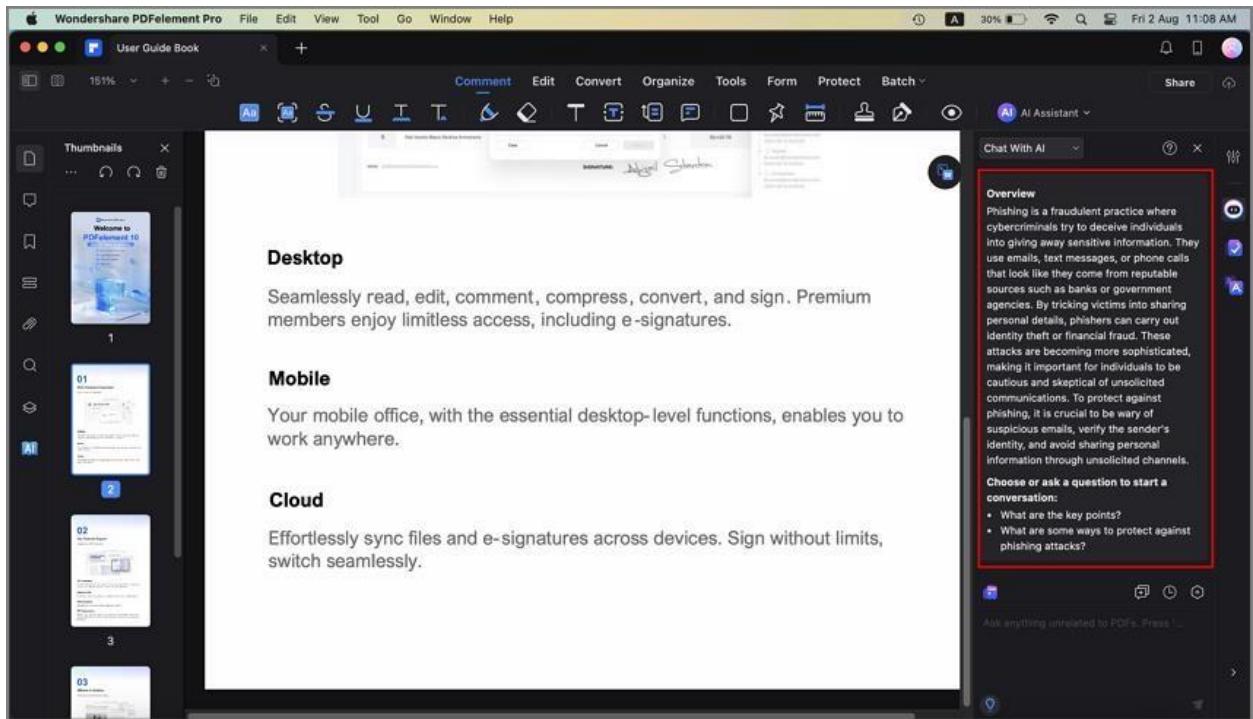 Wondershare PDFelement Pro File Edit View Tool Go Window Help
A 30% Fri 2 Aug 11:08 AM
User Guide Book
151%
Comment Edit Convert Organize Tools Form Protect Batch
Share
AI AI Assistant
Thumbnails
Welcome to
PDFelement 10
1
01
2
02
3
03
AI
SIGNATURE:
Desktop
Seamlessly read, edit, comment, compress, convert, and sign. Premium
members enjoy limitless access, including e-signatures.
Mobile
Your mobile office, with the essential desktop-level functions, enables you to
work anywhere.
Cloud
Effortlessly sync files and e-signatures across devices. Sign without limits,
switch seamlessly.
Chat With AI
Overview
Phishing is a fraudulent practice where
cybercriminals try to deceive individuals
into giving away sensitive information. They
use emails, text messages, or phone calls
that look like they come from reputable
sources such as banks or government
agencies. By tricking victims into sharing
personal details, phishers can carry out
identity theft or financial fraud. These
attacks are becoming more sophisticated,
making it important for individuals to be
cautious and skeptical of unsolicited
communications. To protect against
phishing, it is crucial to be wary of
suspicious emails, verify the sender's
identity, and avoid sharing personal
information through unsolicited channels.
Choose or ask a question to start a
conversation:
• What are the key points?
• What are some ways to protect against
phishing attacks?
Ask anything unrelated to PDFs. Press '...